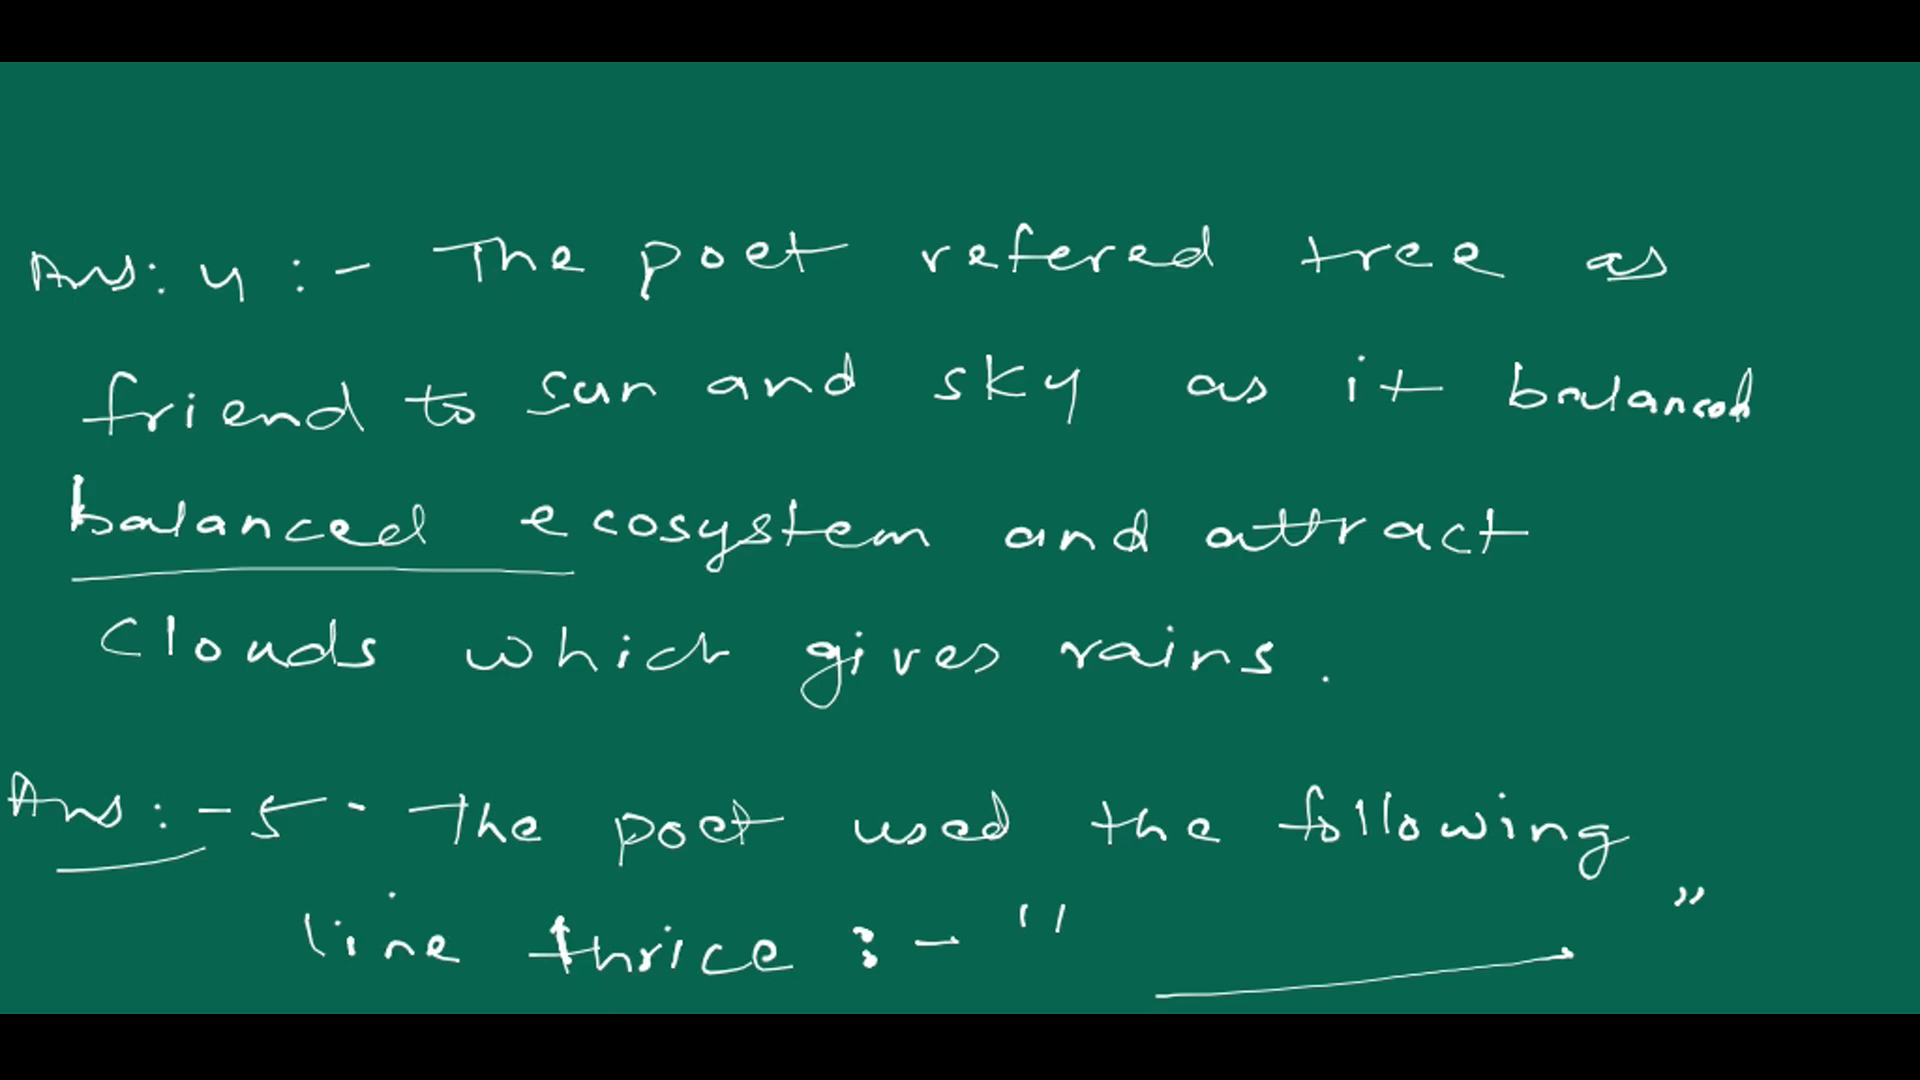 Ans: 4 :- The poet refered tree as
friend to sun and sky as it balanced
balanced ecosystem and attract
Clouds which gives rains.
Ans :- 5 - The poet used the following
line thrice :- " ______ "